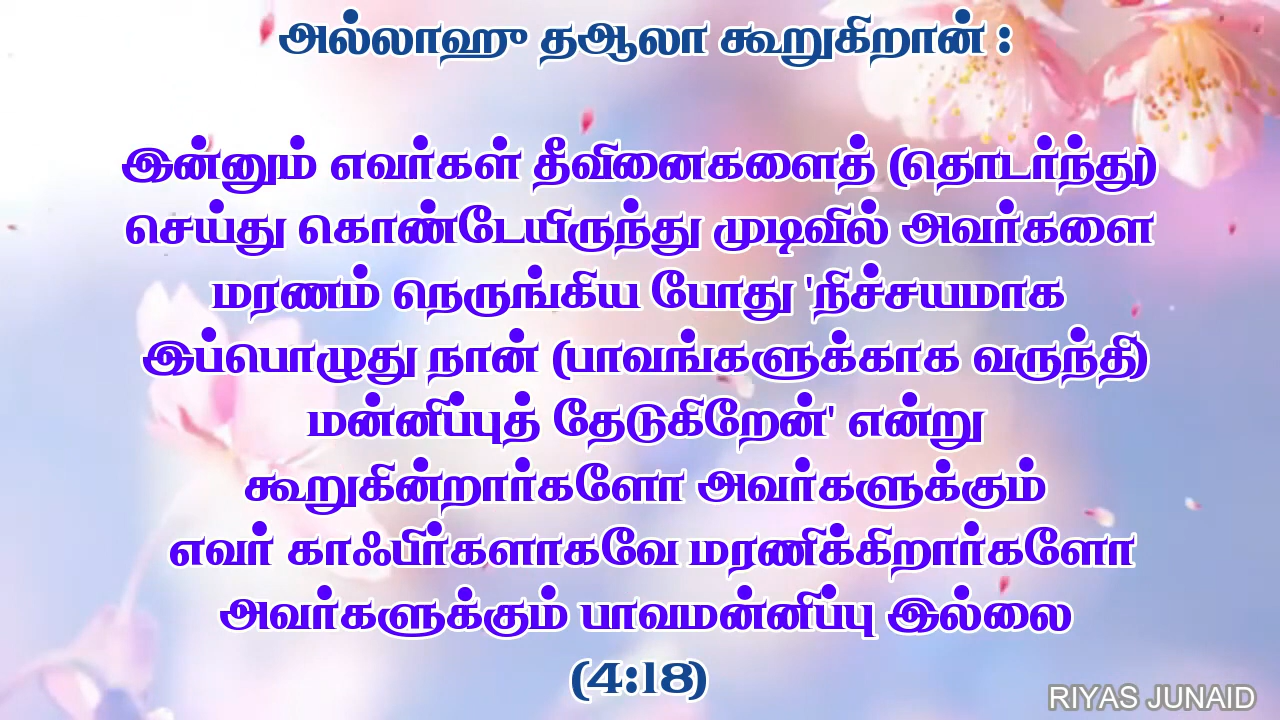 அல்லாஹு தஆலா கூறுகிறான் :
இன்னும் எவர்கள் தீவினைகளைத் (தொடர்ந்து)
செய்து கொண்டேயிருந்து முடிவில் அவர்களை
மரணம் நெருங்கிய போது 'நிச்சயமாக
இப்பொழுது நான் (பாவங்களுக்காக வருந்தி)
மன்னிப்புத் தேடுகிறேன்' என்று
கூறுகின்றார்களோ அவர்களுக்கும்
எவர் காஃபிர்களாகவே மரணிக்கிறார்களோ
அவர்களுக்கும் பாவமன்னிப்பு இல்லை
(4:18)
RIYAS JUNAID